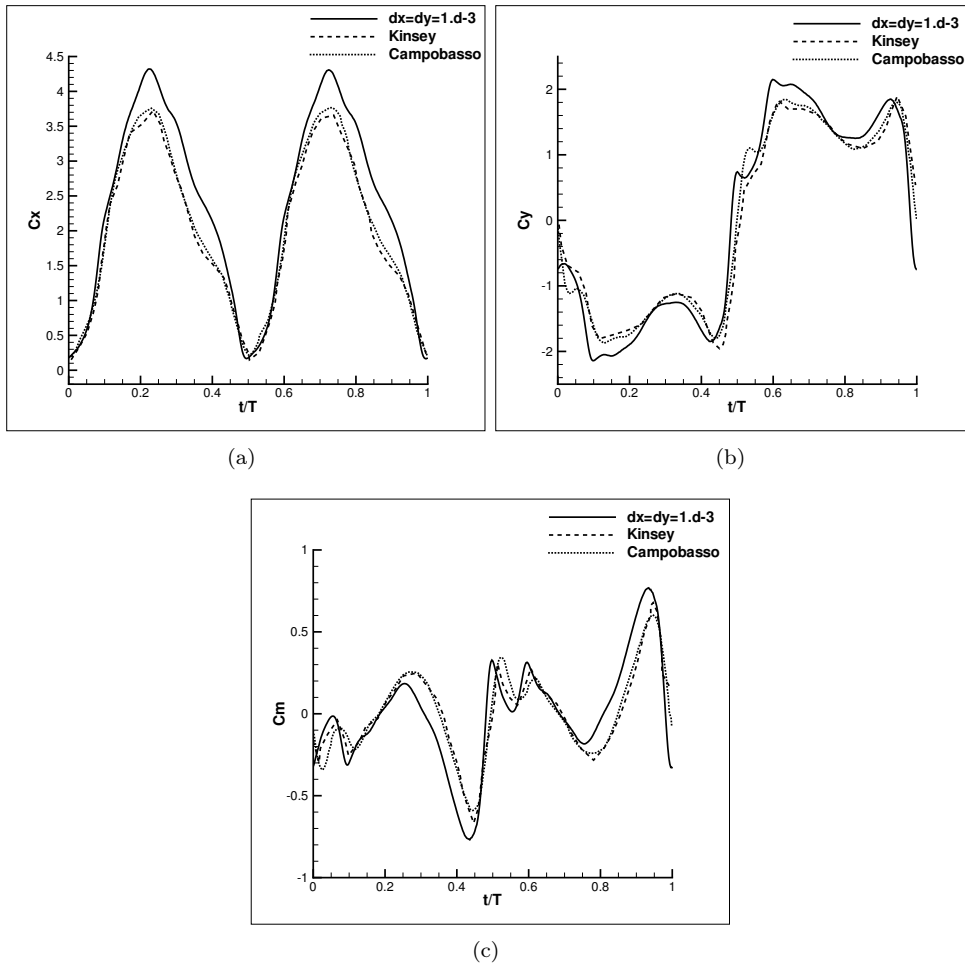 dx=dy=1.d-3
Kinsey
Campobasso
4.5
4
3.5
3
2.5
2
1.5
1
0.5
0
Cx
0 0.2 0.4 0.6 0.8 1
t/T
(a)
dx=dy=1.d-3
Kinsey
Campobasso
2
1
0
-1
-2
Cy
0 0.2 0.4 0.6 0.8 1
t/T
(b)
dx=dy=1.d-3
Kinsey
Campobasso
1
0.5
0
-0.5
-1
Cm
0 0.2 0.4 0.6 0.8 1
t/T
(c)